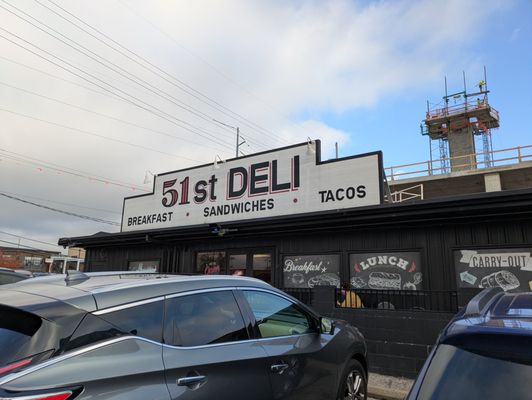 51st DELI
BREAKFAST • SANDWICHES • TACOS
Breakfast
LUNCH
CARRY-OUT